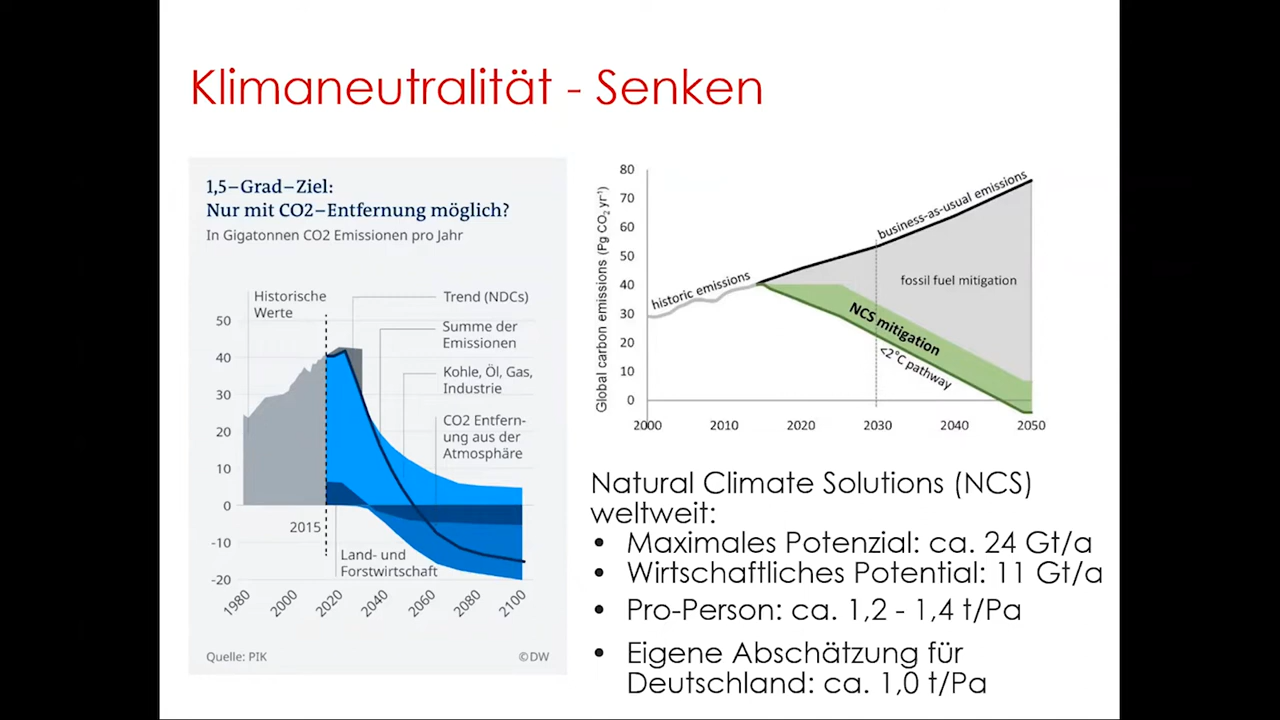 Klimaneutralität - Senken
1,5–Grad–Ziel:
Nur mit CO2–Entfernung möglich?
In Gigatonnen CO2 Emissionen pro Jahr
Historische
Werte
Trend (NDCs)
Summe der
Emissionen
Kohle, Öl, Gas,
Industrie
CO2 Entfern-
ung aus der
Atmosphäre
50
40
30
20
10
0
-10
-20
2015
Land- und
Forstwirtschaft
1980
2000
2020
2040
2060
2080
2100
Quelle: PIK
©DW
Global carbon emissions (Pg CO₂ yr⁻¹)
80
70
60
50
40
30
20
10
0
historic emissions
business-as-usual emissions
fossil fuel mitigation
NCS mitigation
<2°C pathway
2000
2010
2020
2030
2040
2050
Natural Climate Solutions (NCS)
weltweit:
• Maximales Potenzial: ca. 24 Gt/a
• Wirtschaftliches Potential: 11 Gt/a
• Pro-Person: ca. 1,2 - 1,4 t/Pa
• Eigene Abschätzung für
Deutschland: ca. 1,0 t/Pa